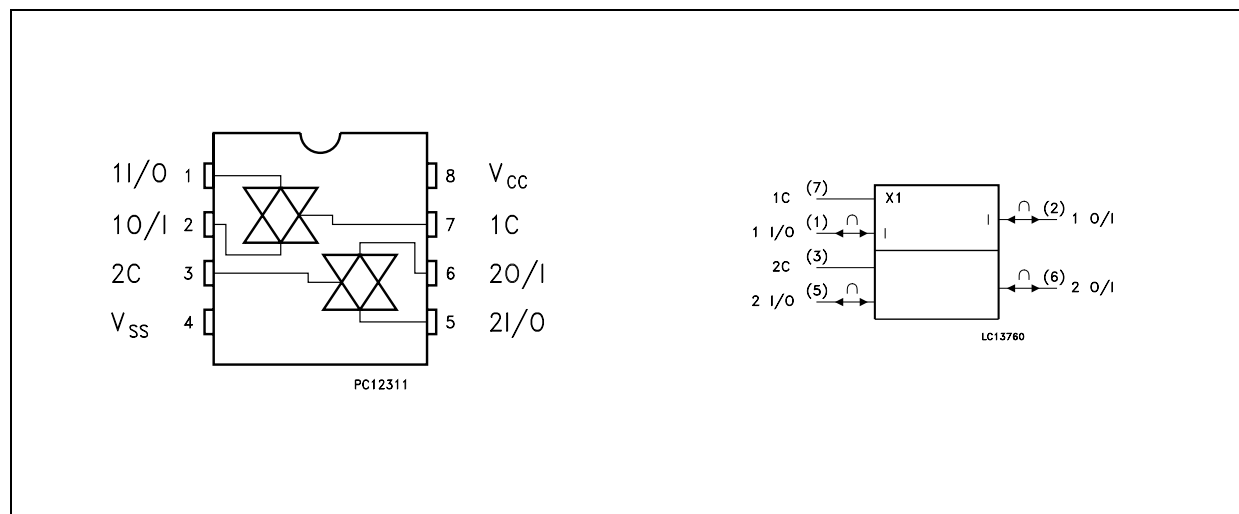 1I/O 1 8 VCC
1O/I 2 7 1C
2C 3 6 2O/I
VSS 4 5 2I/O
PC12311
1C (7) X1
1 I/O (1) ∩ I I ∩ (2) 1 O/I
2C (3)
2 I/O (5) ∩ ∩ (6) 2 O/I
LC13760